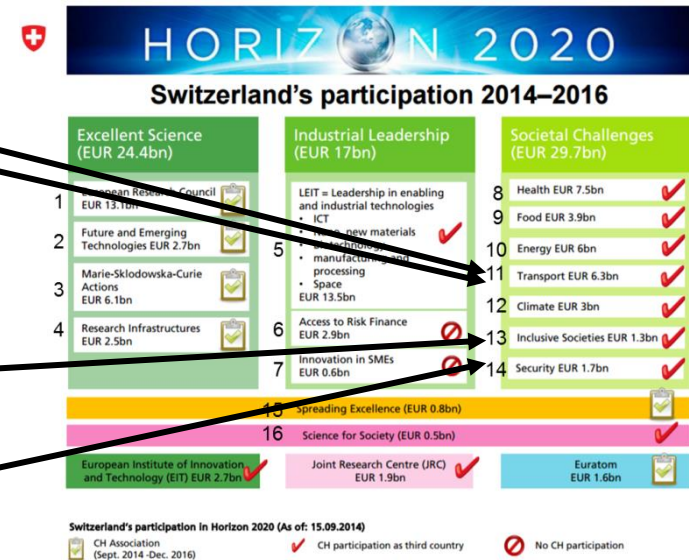 HORIZON 2020
Switzerland's participation 2014–2016
Excellent Science
(EUR 24.4bn)
1 European Research Council
EUR 13.1bn
2 Future and Emerging
Technologies EUR 2.7bn
3 Marie-Sklodowska-Curie
Actions
EUR 6.1bn
4 Research Infrastructures
EUR 2.5bn
Industrial Leadership
(EUR 17bn)
5 LEIT = Leadership in enabling
and industrial technologies
• ICT
• Nano, new materials
• Biotechnology
• manufacturing and
processing
• Space
EUR 13.5bn
6 Access to Risk Finance
EUR 2.9bn
7 Innovation in SMEs
EUR 0.6bn
Societal Challenges
(EUR 29.7bn)
8 Health EUR 7.5bn
9 Food EUR 3.9bn
10 Energy EUR 6bn
11 Transport EUR 6.3bn
12 Climate EUR 3bn
13 Inclusive Societies EUR 1.3bn
14 Security EUR 1.7bn
15 Spreading Excellence (EUR 0.8bn)
16 Science for Society (EUR 0.5bn)
European Institute of Innovation
and Technology (EIT) EUR 2.7bn
Joint Research Centre (JRC)
EUR 1.9bn
Euratom
EUR 1.6bn
Switzerland's participation in Horizon 2020 (As of: 15.09.2014)
CH Association
(Sept. 2014 -Dec. 2016)
CH participation as third country
No CH participation